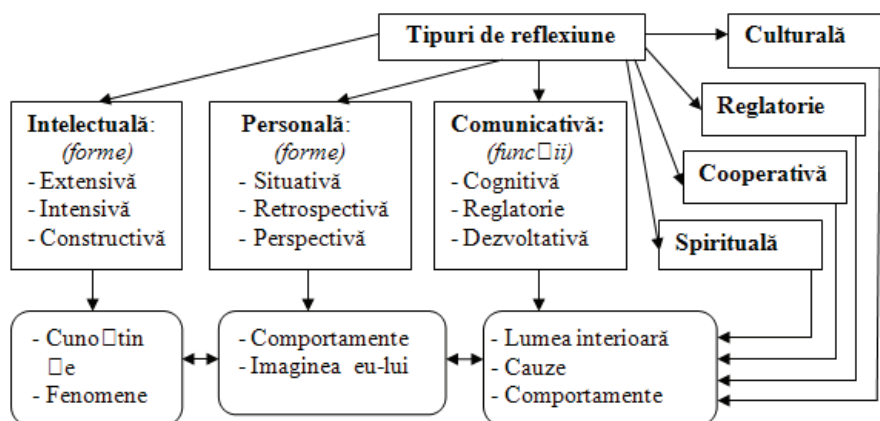 Tipuri de reflexiune
Culturală
Reglatorie
Cooperativă
Spirituală
Intelectuală:
(forme)
- Extensivă
- Intensivă
- Constructivă
Personală:
(forme)
- Situativă
- Retrospectivă
- Perspectivă
Comunicativă:
(func□ii)
- Cognitivă
- Reglatorie
- Dezvoltativă
- Cuno□tin
□e
- Fenomene
- Comportamente
- Imaginea eu-lui
- Lumea interioară
- Cauze
- Comportamente